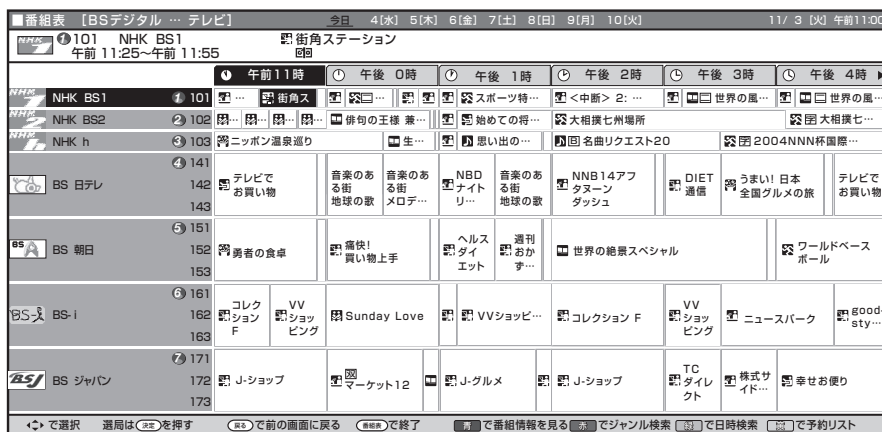 ■番組表 [BSデジタル … テレビ] 今日 4[水] 5[木] 6[金] 7[土] 8[日] 9[月] 10[火] 11/ 3 [火] 午前11:00
NHK 1 101 NHK BS1 街角ステーション
午前 11:25〜午前 11:55
午前11時 午後 0時 午後 1時 午後 2時 午後 3時 午後 4時
NHK BS1 1 101 … 街角ス … スポーツ特… <中断> 2: … 世界の風… 世界の風…
NHK BS2 2 102 … … … … 俳句の王様 兼… 始めての将… 大相撲七州場所 大相撲七…
NHK h 3 103 ニッポン温泉巡り 生… 思い出の… 名曲リクエスト20 2004NNN杯国際…
4 141
BS 日テレ 142 テレビで お買い物 音楽のある街 地球の歌 音楽のある街 メロデ… NBD ナイトリ… 音楽のある街 地球の歌 NNB14アフタヌーン ダッシュ DIET 通信 うまい! 日本全国グルメの旅 テレビで お買い物
143
5 151
BS朝日 BS 朝日 152 勇者の食卓 痛快! 買い物上手 ヘルスダイエット 週刊おかず… 世界の絶景スペシャル ワールドベースボール
153
6 161
BS-i BS-i 162 コレクション F VV ショッピング Sunday Love VVショッピ… コレクション F VV ショッピング ニュースパーク good sty…
163
7 171
BSJ BS ジャパン 172 J-ショップ マーケット12 J-グルメ J-ショップ TC ダイレクト 株式サイド… 幸せお便り
173
で選択 選局は 決定 を押す 戻る で前の画面に戻る 番組表 で終了 青 で番組情報を見る 赤 でジャンル検索 緑 で日時検索 黄 で予約リスト